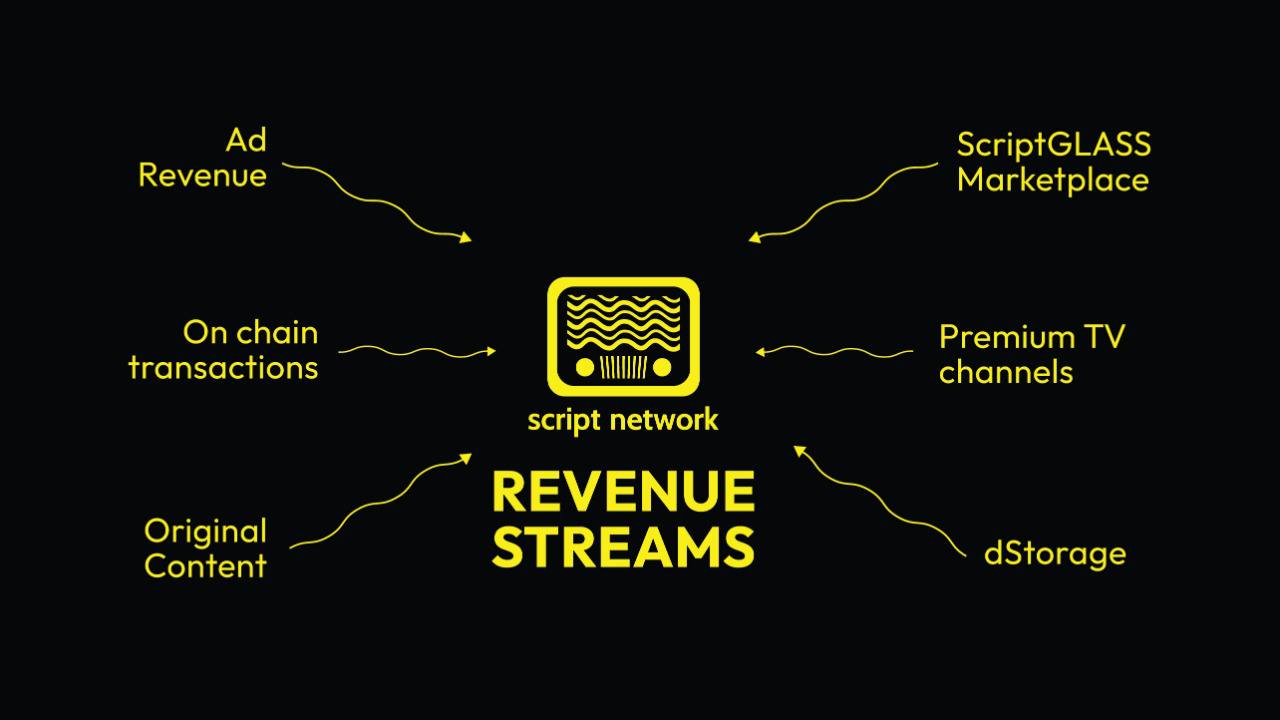 Ad
Revenue
On chain
transactions
Original
Content
script network
REVENUE
STREAMS
ScriptGLASS
Marketplace
Premium TV
channels
dStorage